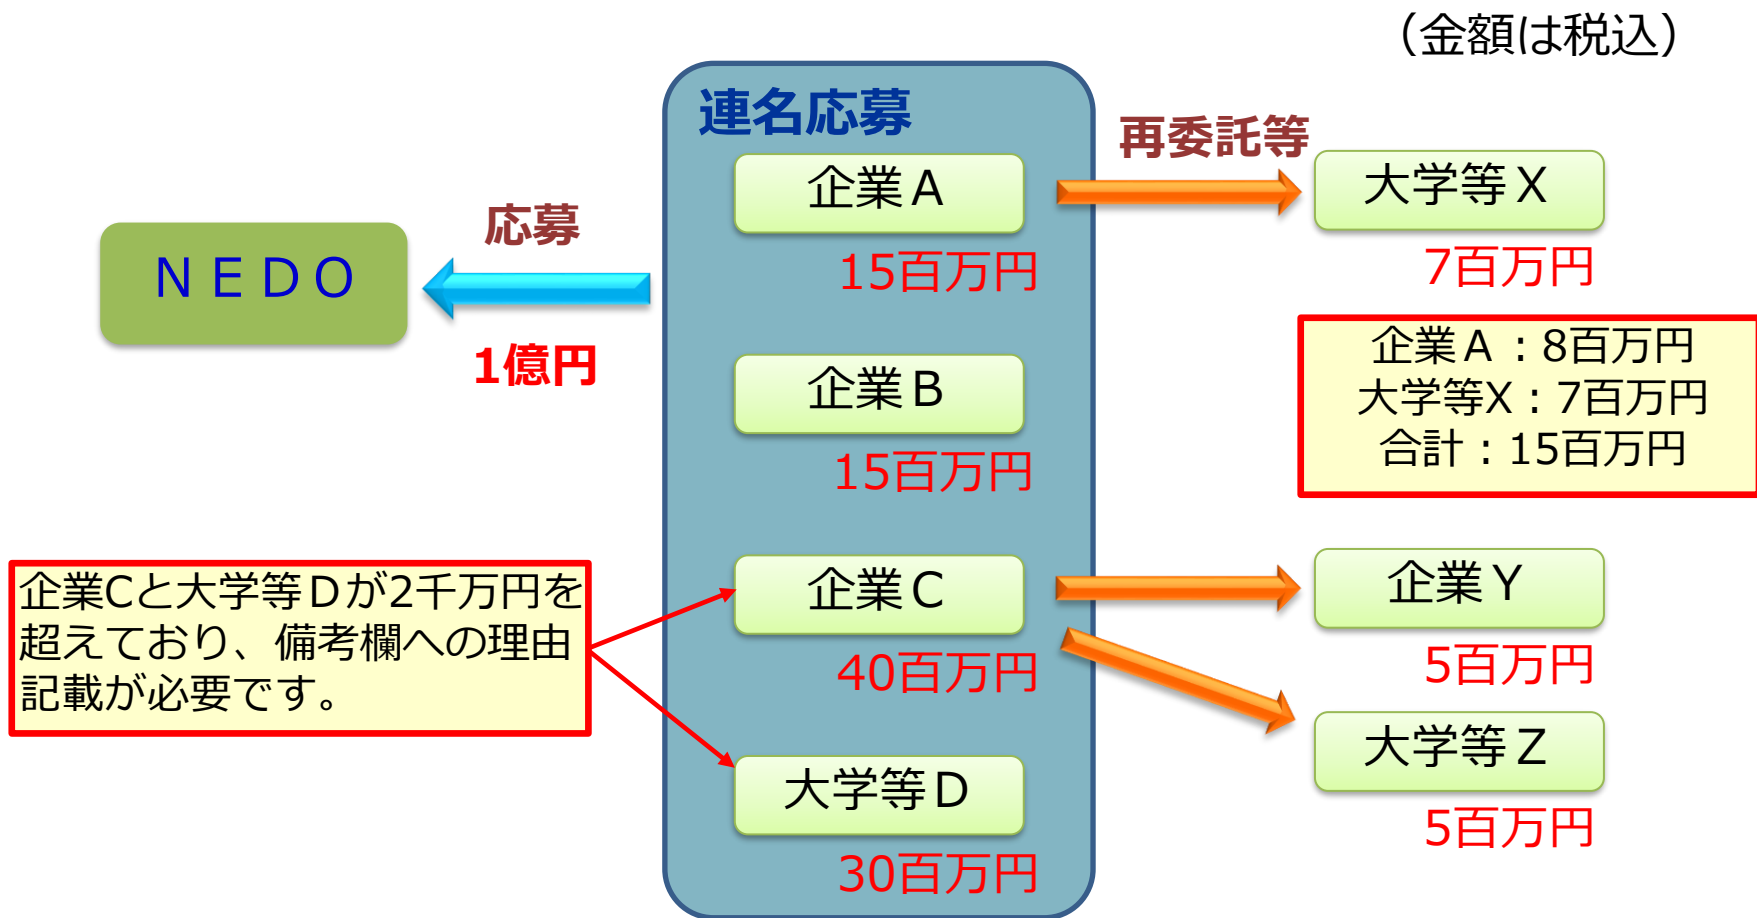 （金額は税込）
連名応募
再委託等
企業Ａ
大学等Ｘ
応募
15百万円
7百万円
ＮＥＤＯ
1億円
企業Ａ：8百万円
大学等X：7百万円
合計：15百万円
企業Ｂ
15百万円
企業Cと大学等Ｄが2千万円を
超えており、備考欄への理由
記載が必要です。
企業Ｃ
企業Ｙ
40百万円
5百万円
大学等Ｚ
大学等Ｄ
5百万円
30百万円